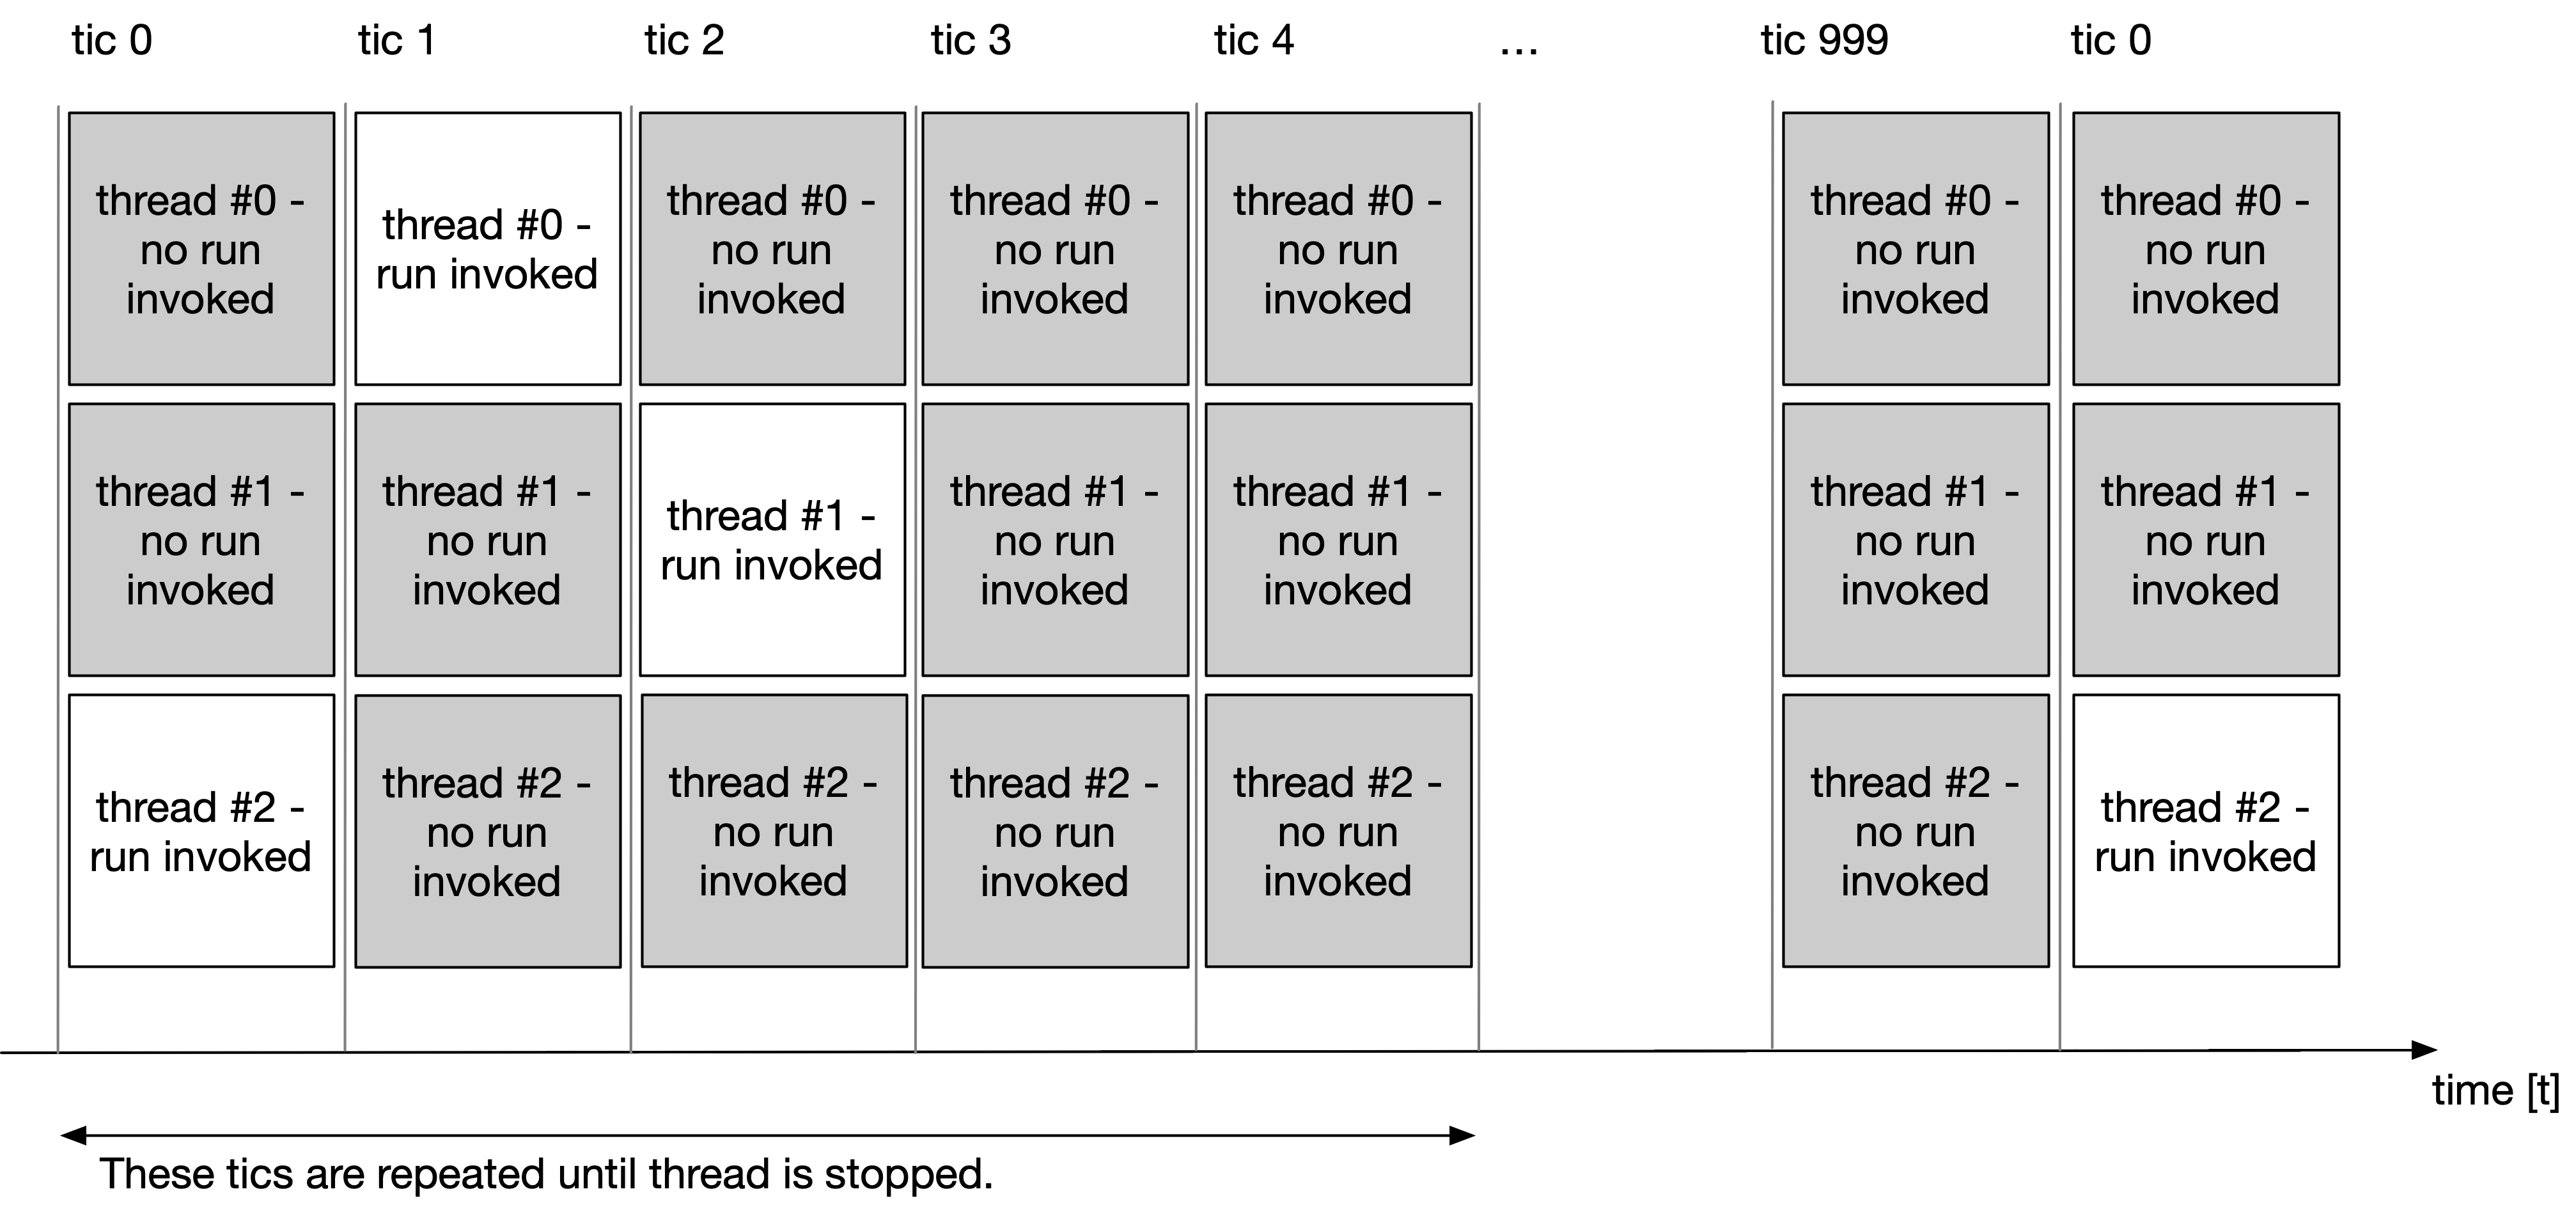 tic 0
tic 1
tic 2
tic 3
tic 4
...
tic 999
tic 0
thread #0 -
no run
invoked
thread #0 -
run invoked
thread #0 -
no run
invoked
thread #0 -
no run
invoked
thread #0 -
no run
invoked
thread #0 -
no run
invoked
thread #0 -
no run
invoked
thread #1 -
no run
invoked
thread #1 -
no run
invoked
thread #1 -
run invoked
thread #1 -
no run
invoked
thread #1 -
no run
invoked
thread #1 -
no run
invoked
thread #1 -
no run
invoked
thread #2 -
run invoked
thread #2 -
no run
invoked
thread #2 -
no run
invoked
thread #2 -
no run
invoked
thread #2 -
no run
invoked
thread #2 -
no run
invoked
thread #2 -
run invoked
time [t]
These tics are repeated until thread is stopped.